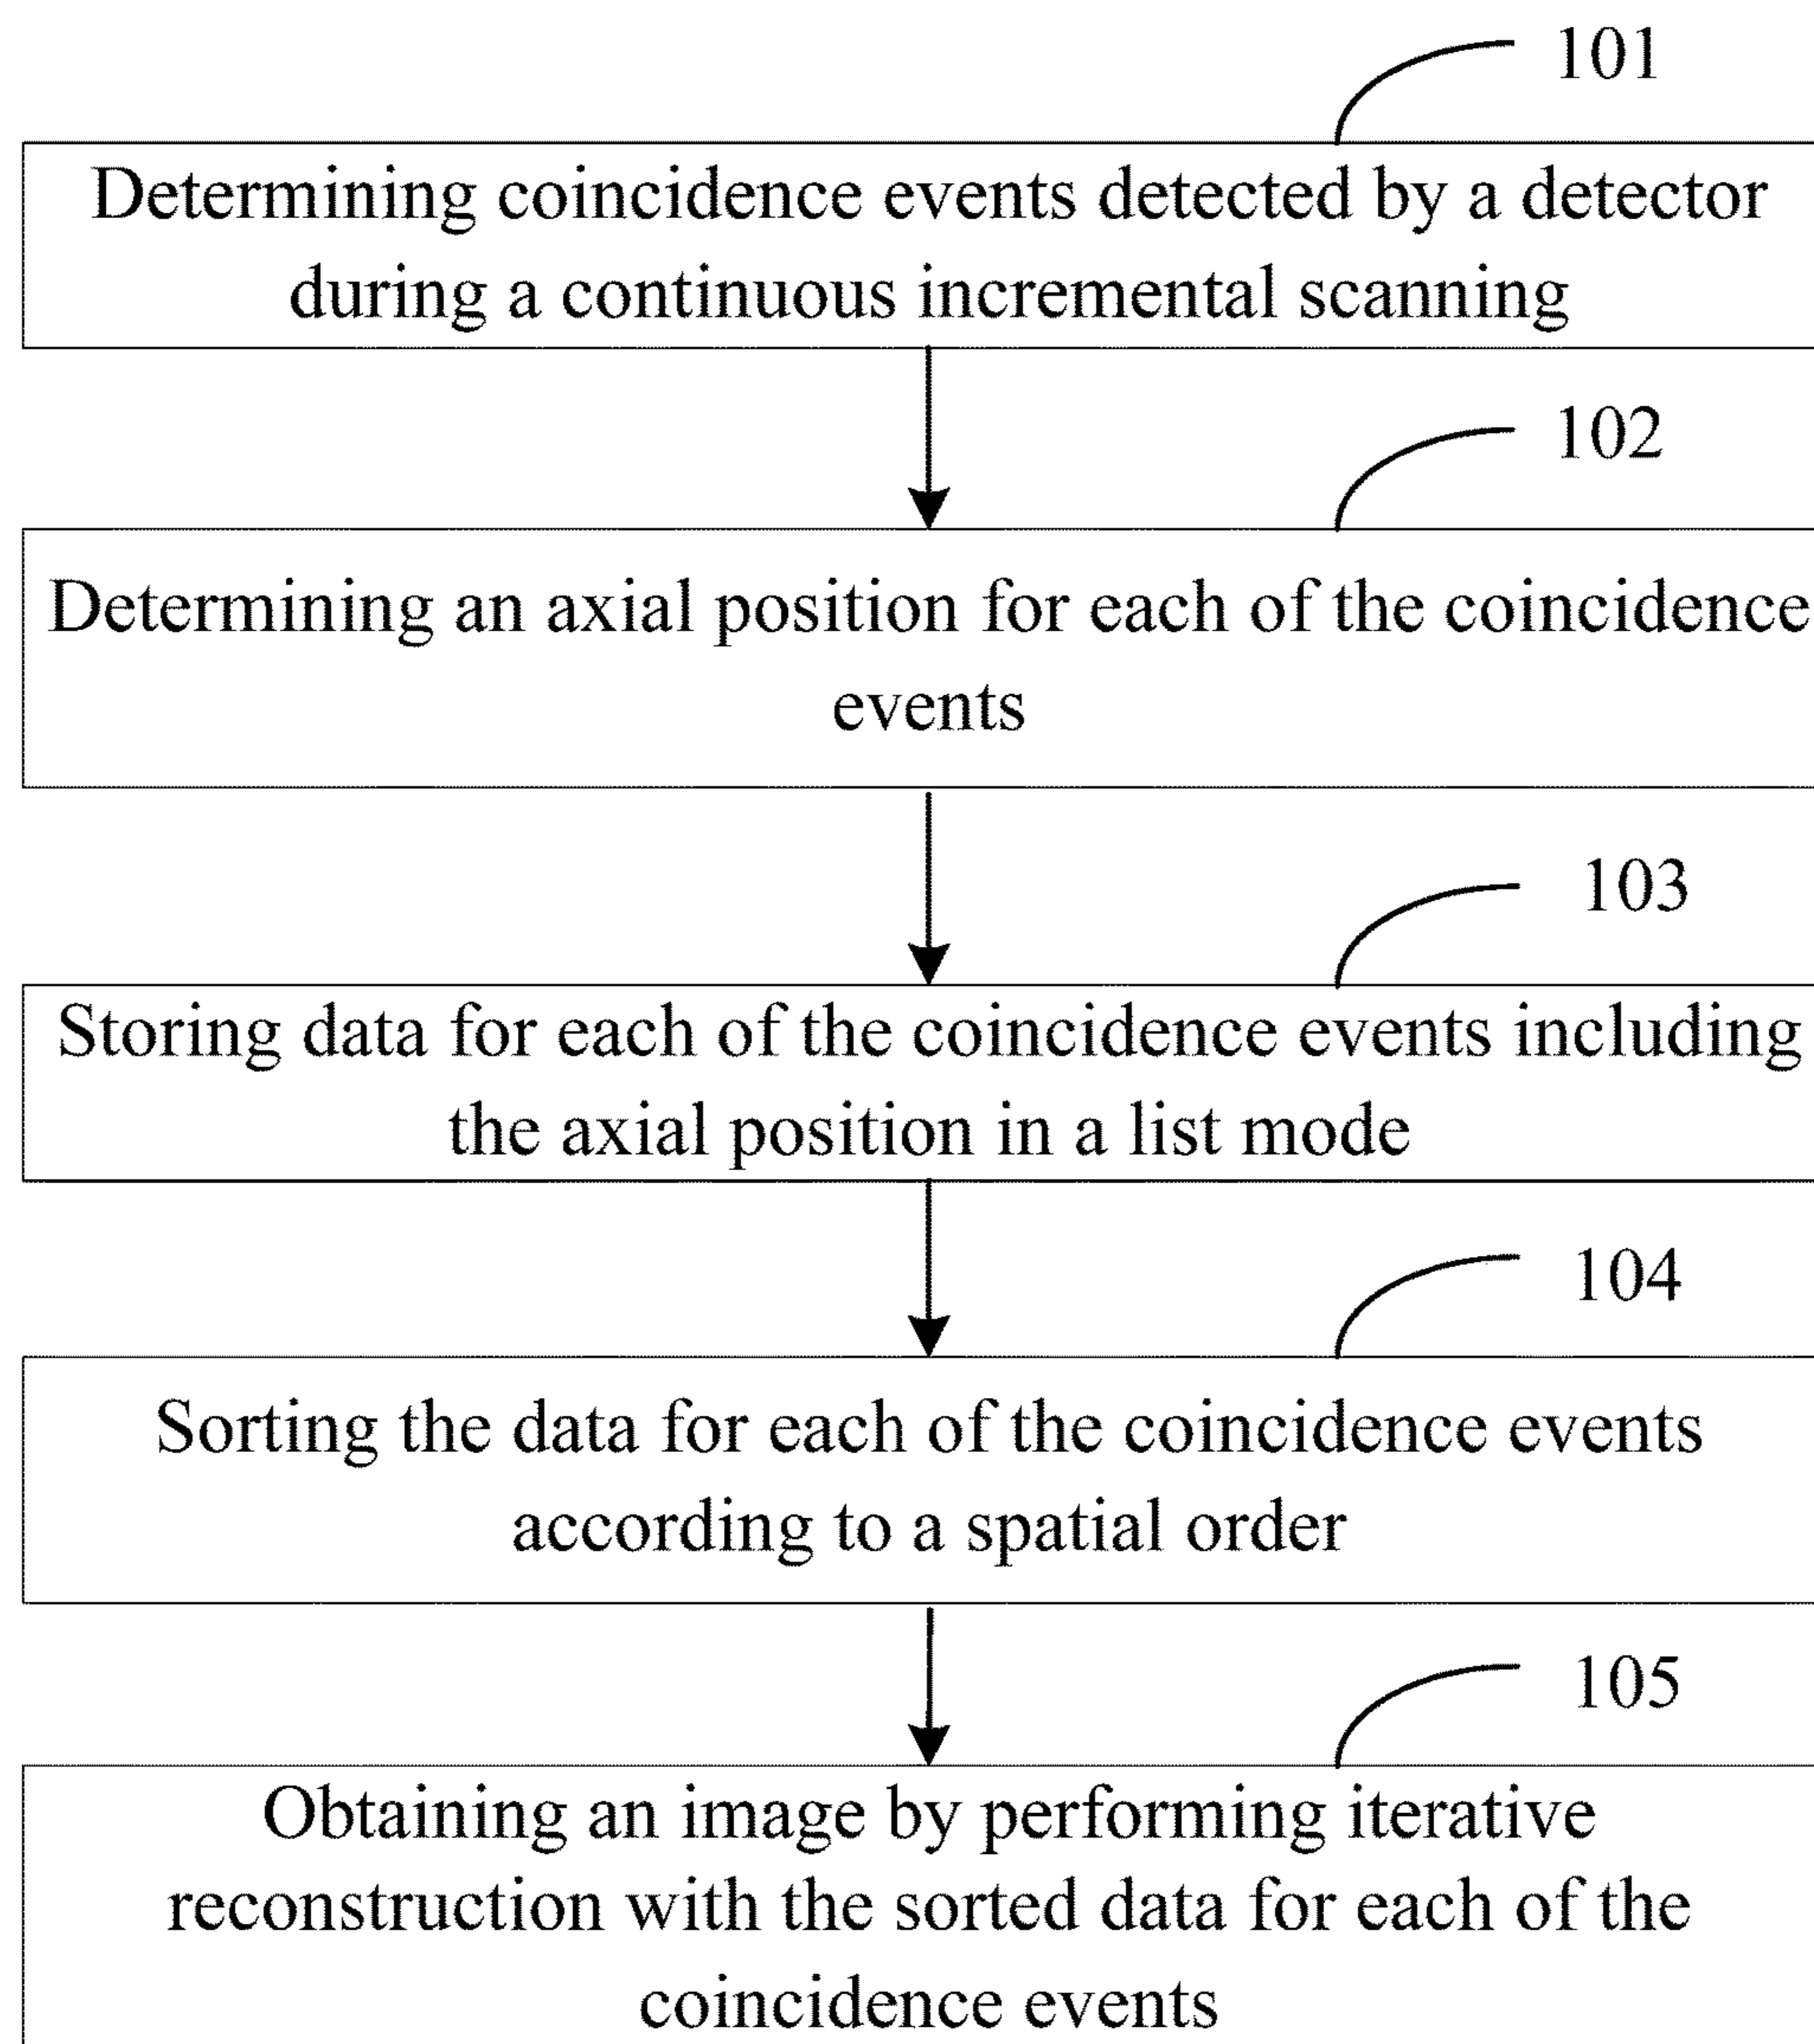 101
Determining coincidence events detected by a detector
during a continuous incremental scanning
102
Determining an axial position for each of the coincidence
events
103
Storing data for each of the coincidence events including
the axial position in a list mode
104
Sorting the data for each of the coincidence events
according to a spatial order
105
Obtaining an image by performing iterative
reconstruction with the sorted data for each of the
coincidence events